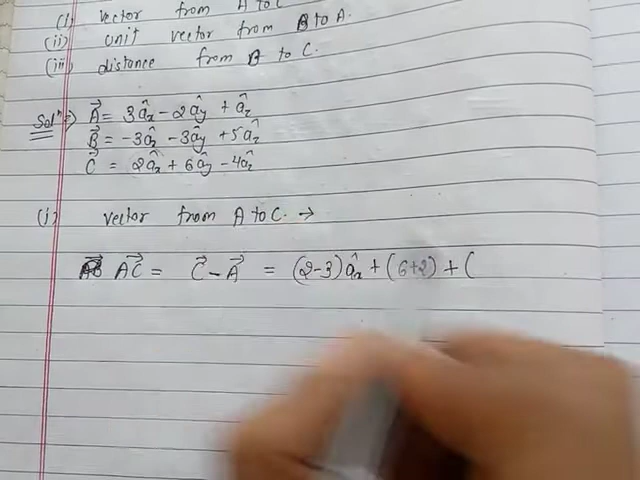 (i) vector from A to C
(ii) unit vector from B to A.
(iii) distance from B to C.
Solⁿ ⇒ A⃗ = 3âx - 2ây + âz
B⃗ = -3âx - 3ây + 5âz
C⃗ = 2âx + 6ây - 4âz
(i) vector from A to C. →
AC⃗ = C⃗ - A⃗ = (2-3)âx + (6+2) + (